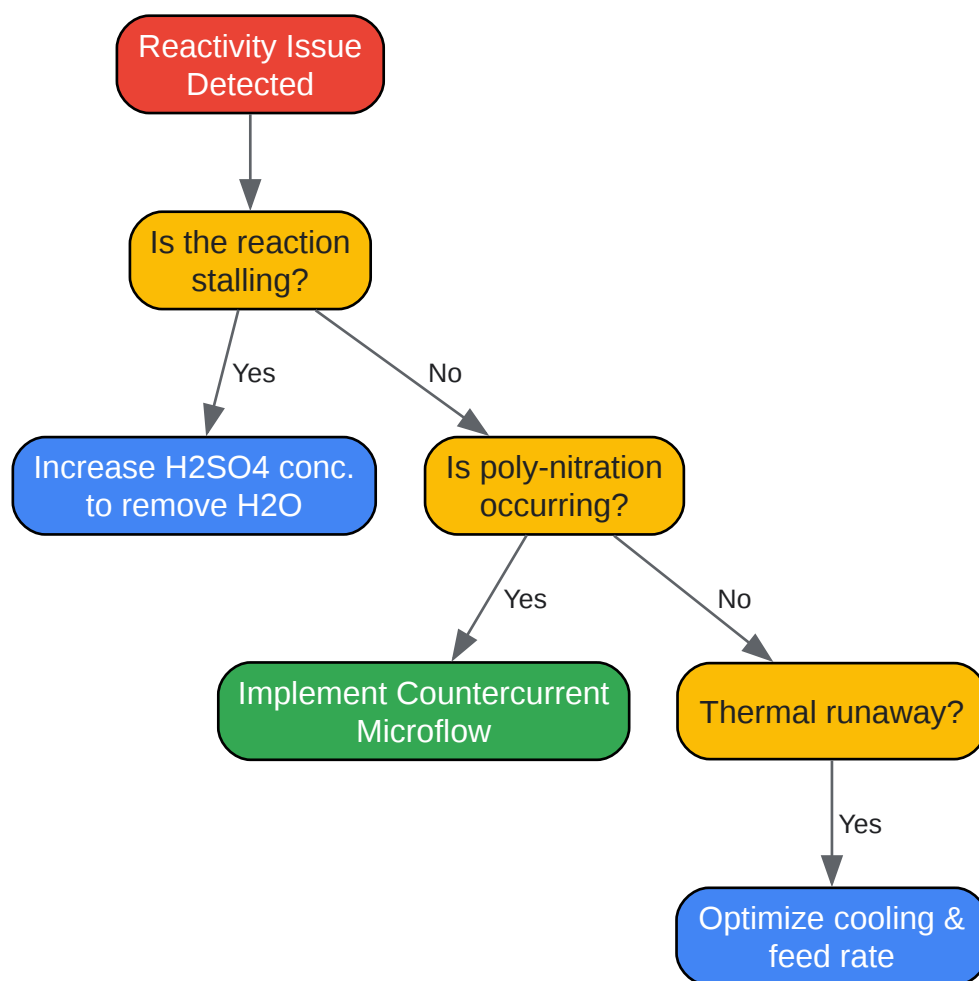 Reactivity Issue
Detected
Is the reaction
stalling?
Yes
No
Increase H2SO4 conc.
to remove H2O
Is poly-nitration
occurring?
Yes
No
Implement Countercurrent
Microflow
Thermal runaway?
Yes
Optimize cooling &
feed rate